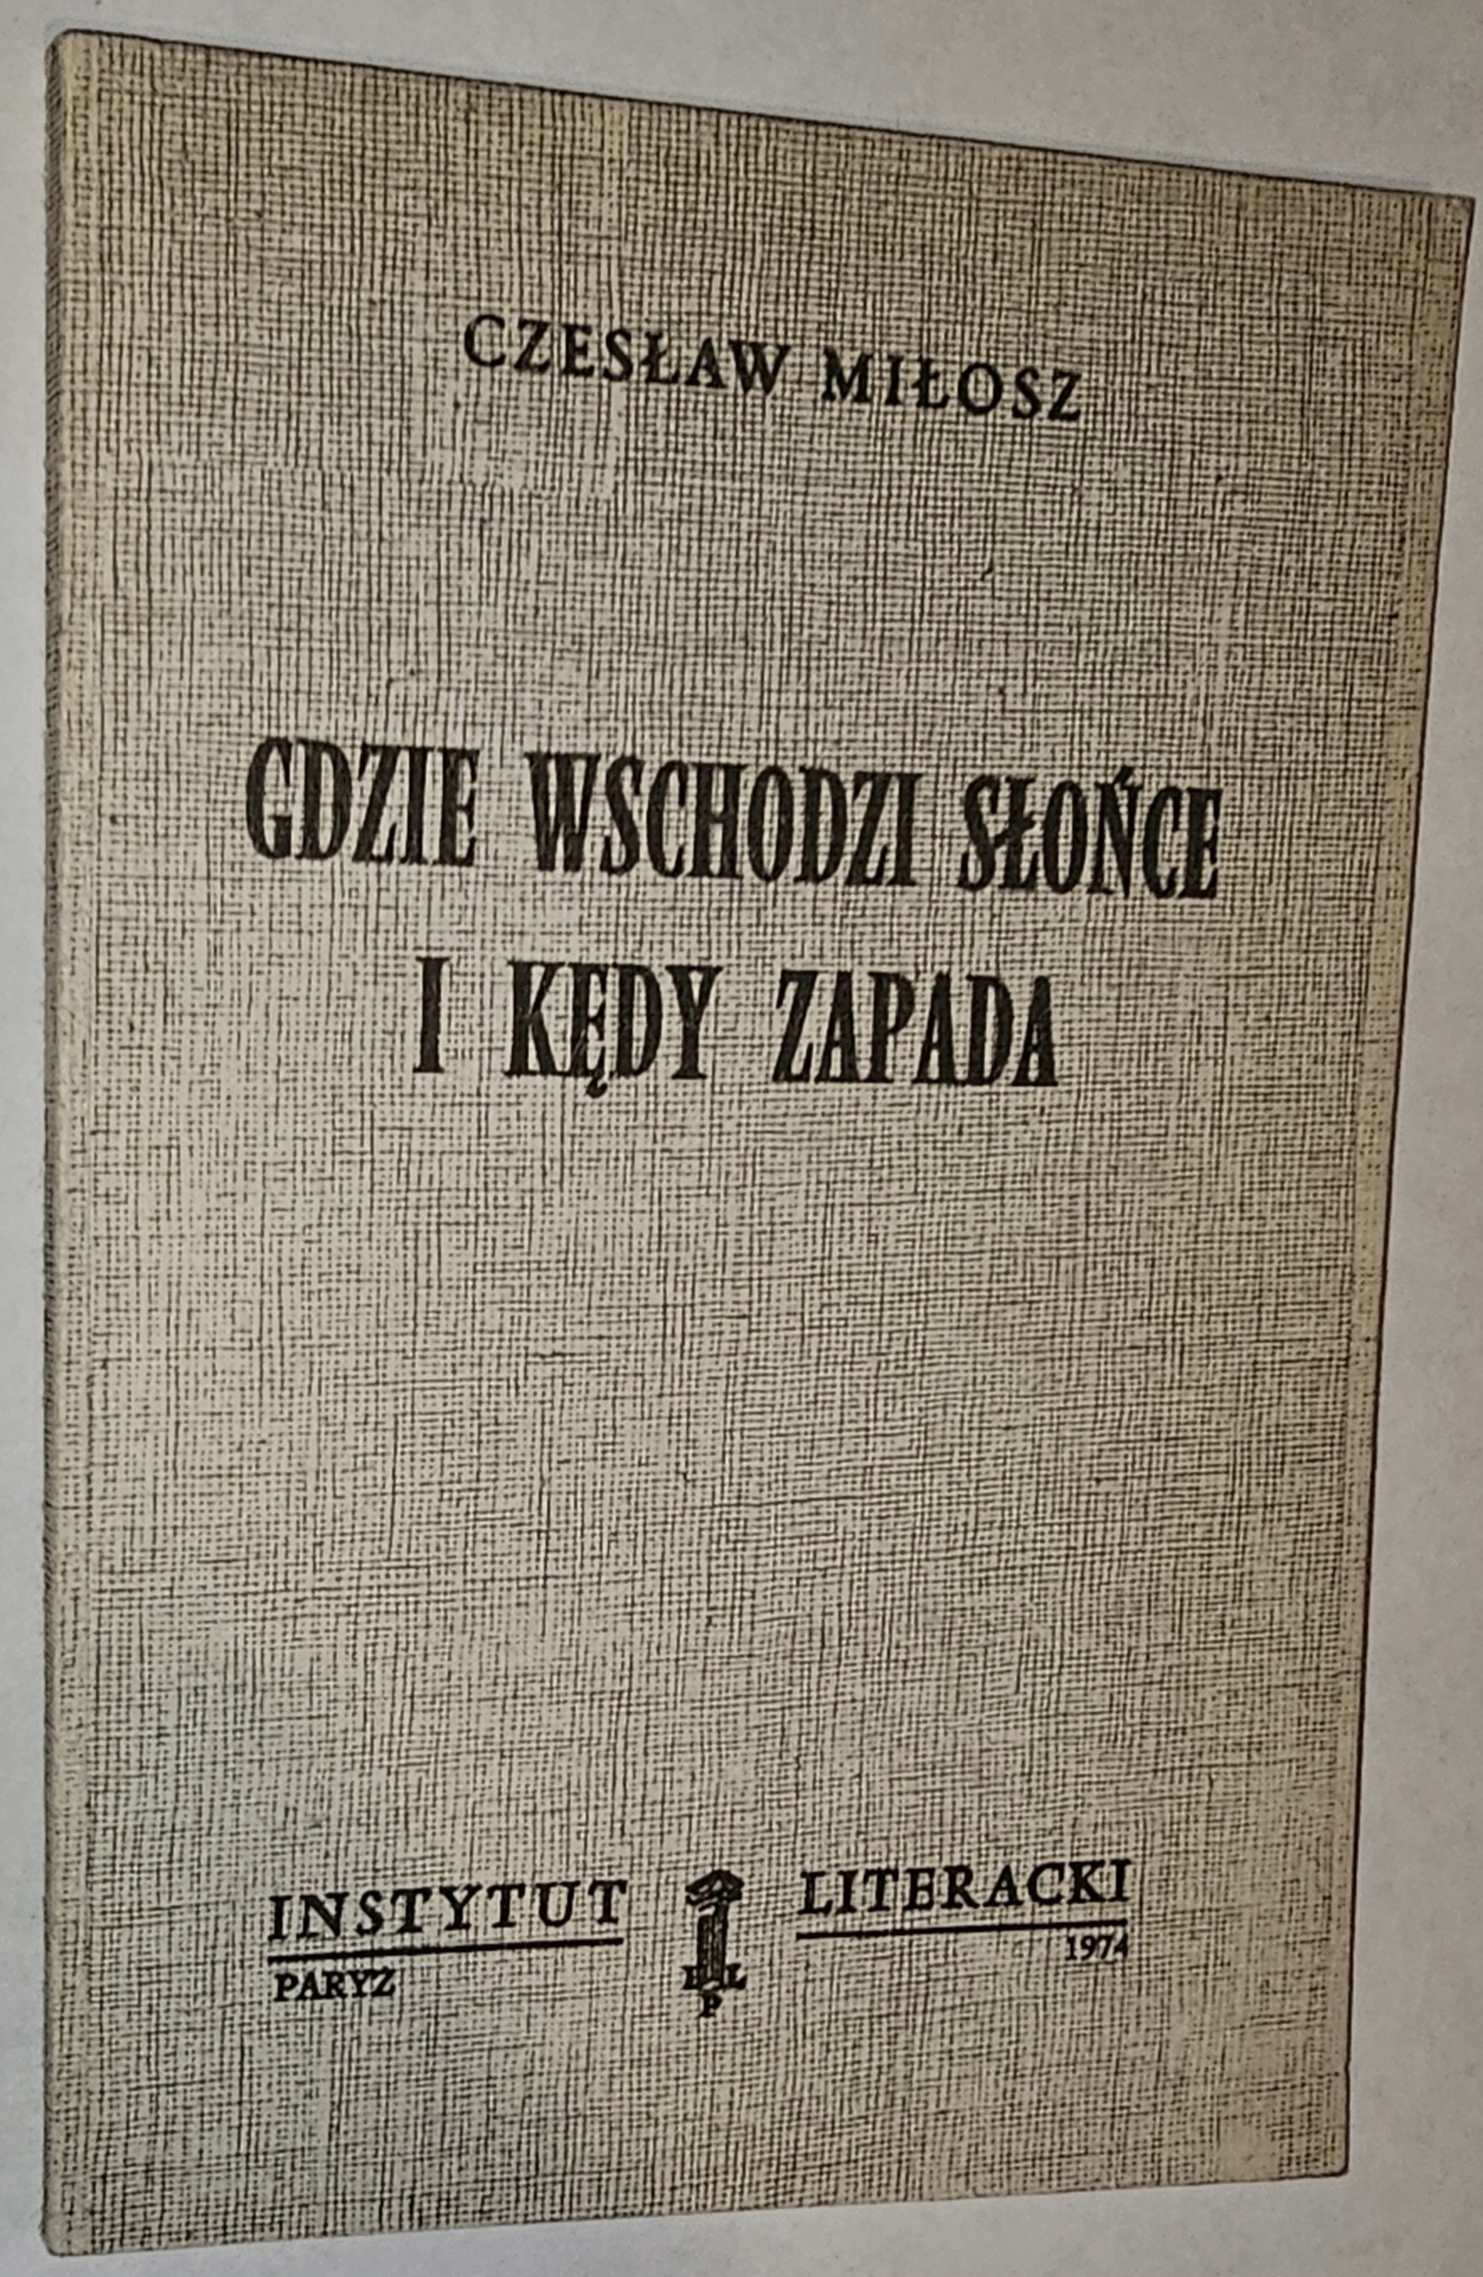 CZESŁAW MIŁOSZ
GDZIE WSCHODZI SŁOŃCE
I KĘDY ZAPADA
INSTYTUT LITERACKI
PARYŻ 1974
I L
P